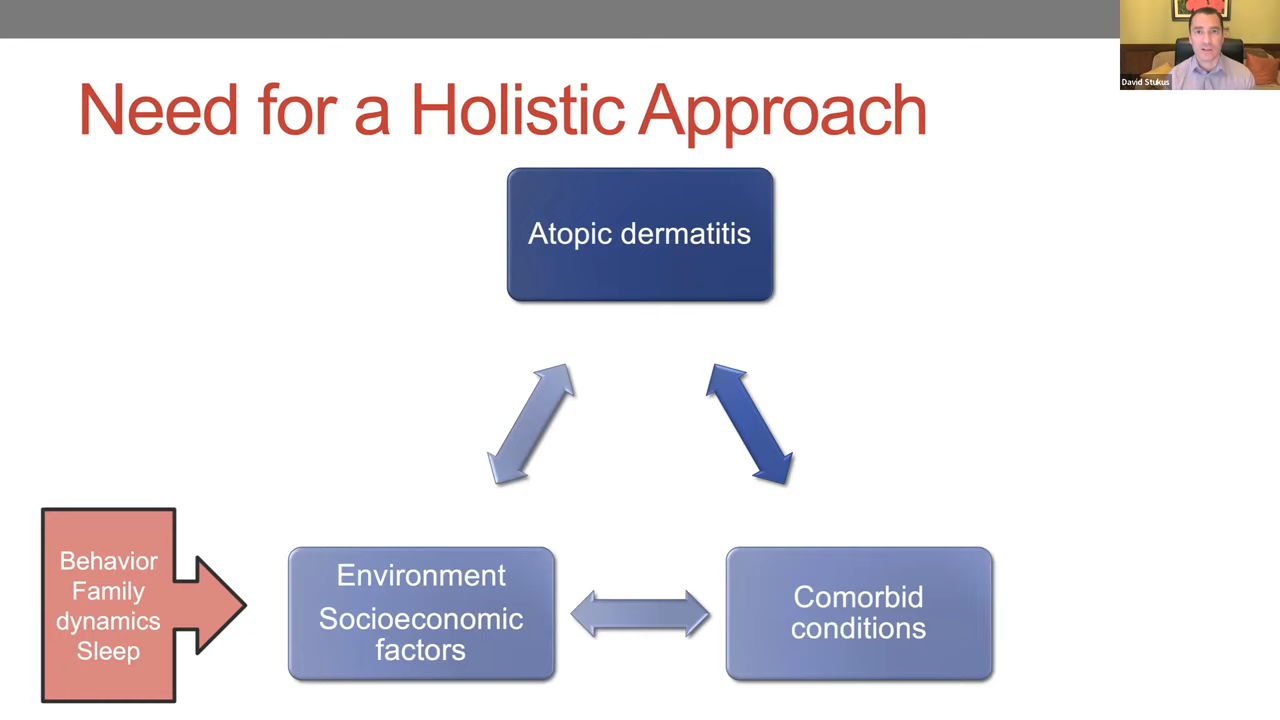 David Stukus
Need for a Holistic Approach
Atopic dermatitis
Behavior
Family
dynamics
Sleep
Environment
Socioeconomic
factors
Comorbid
conditions